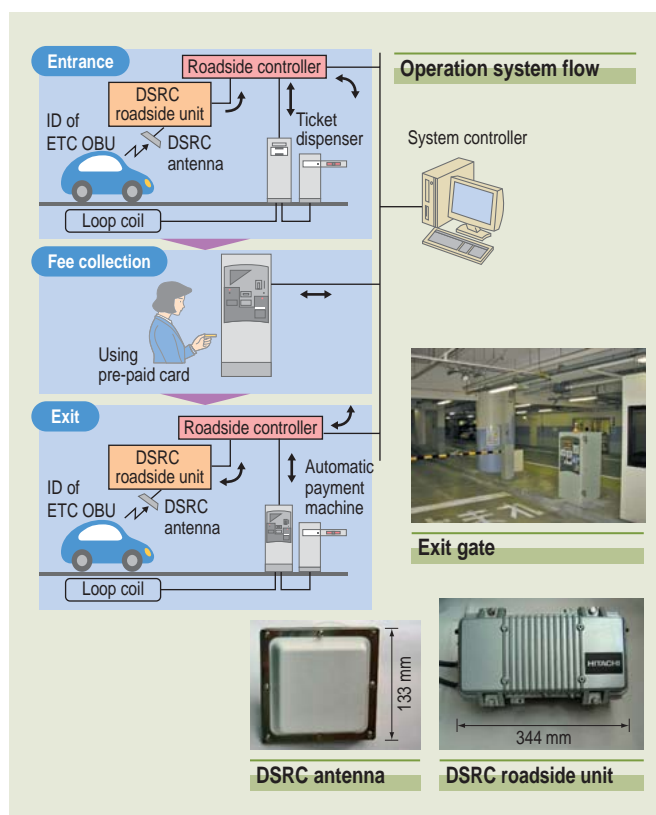 Operation system flow
Entrance
Roadside controller
DSRC
roadside unit
ID of
ETC OBU
DSRC
antenna
Ticket
dispenser
Loop coil
System controller
Fee collection
Using
pre-paid card
Exit
Roadside controller
DSRC
roadside unit
ID of
ETC OBU
DSRC
antenna
Automatic
payment
machine
Loop coil
Exit gate
133 mm
DSRC antenna
HITACHI
344 mm
DSRC roadside unit